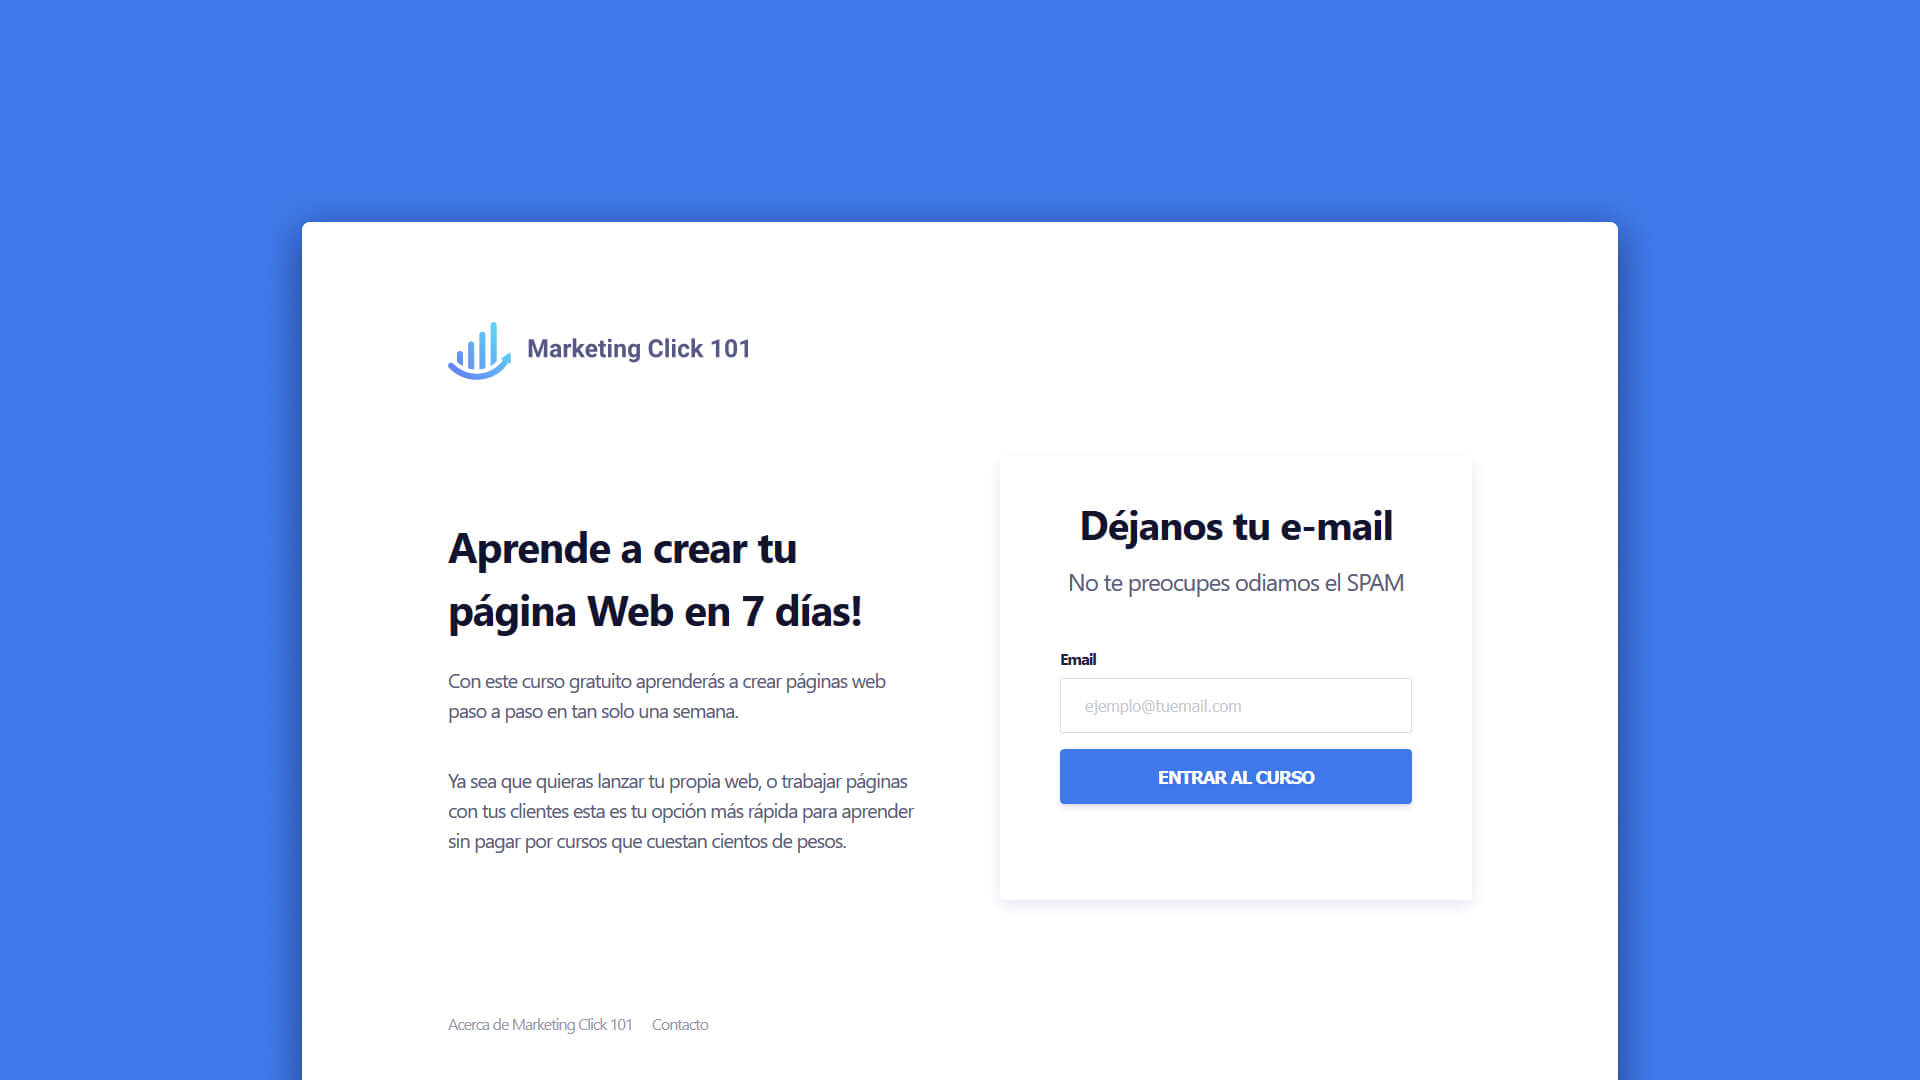 Marketing Click 101
Aprende a crear tu
página Web en 7 días!
Con este curso gratuito aprenderás a crear páginas web
paso a paso en tan solo una semana.
Ya sea que quieras lanzar tu propia web, o trabajar páginas
con tus clientes esta es tu opción más rápida para aprender
sin pagar por cursos que cuestan cientos de pesos.
Déjanos tu e-mail
No te preocupes odiamos el SPAM
Email
ejemplo@tuemail.com
ENTRAR AL CURSO
Acerca de Marketing Click 101 Contacto